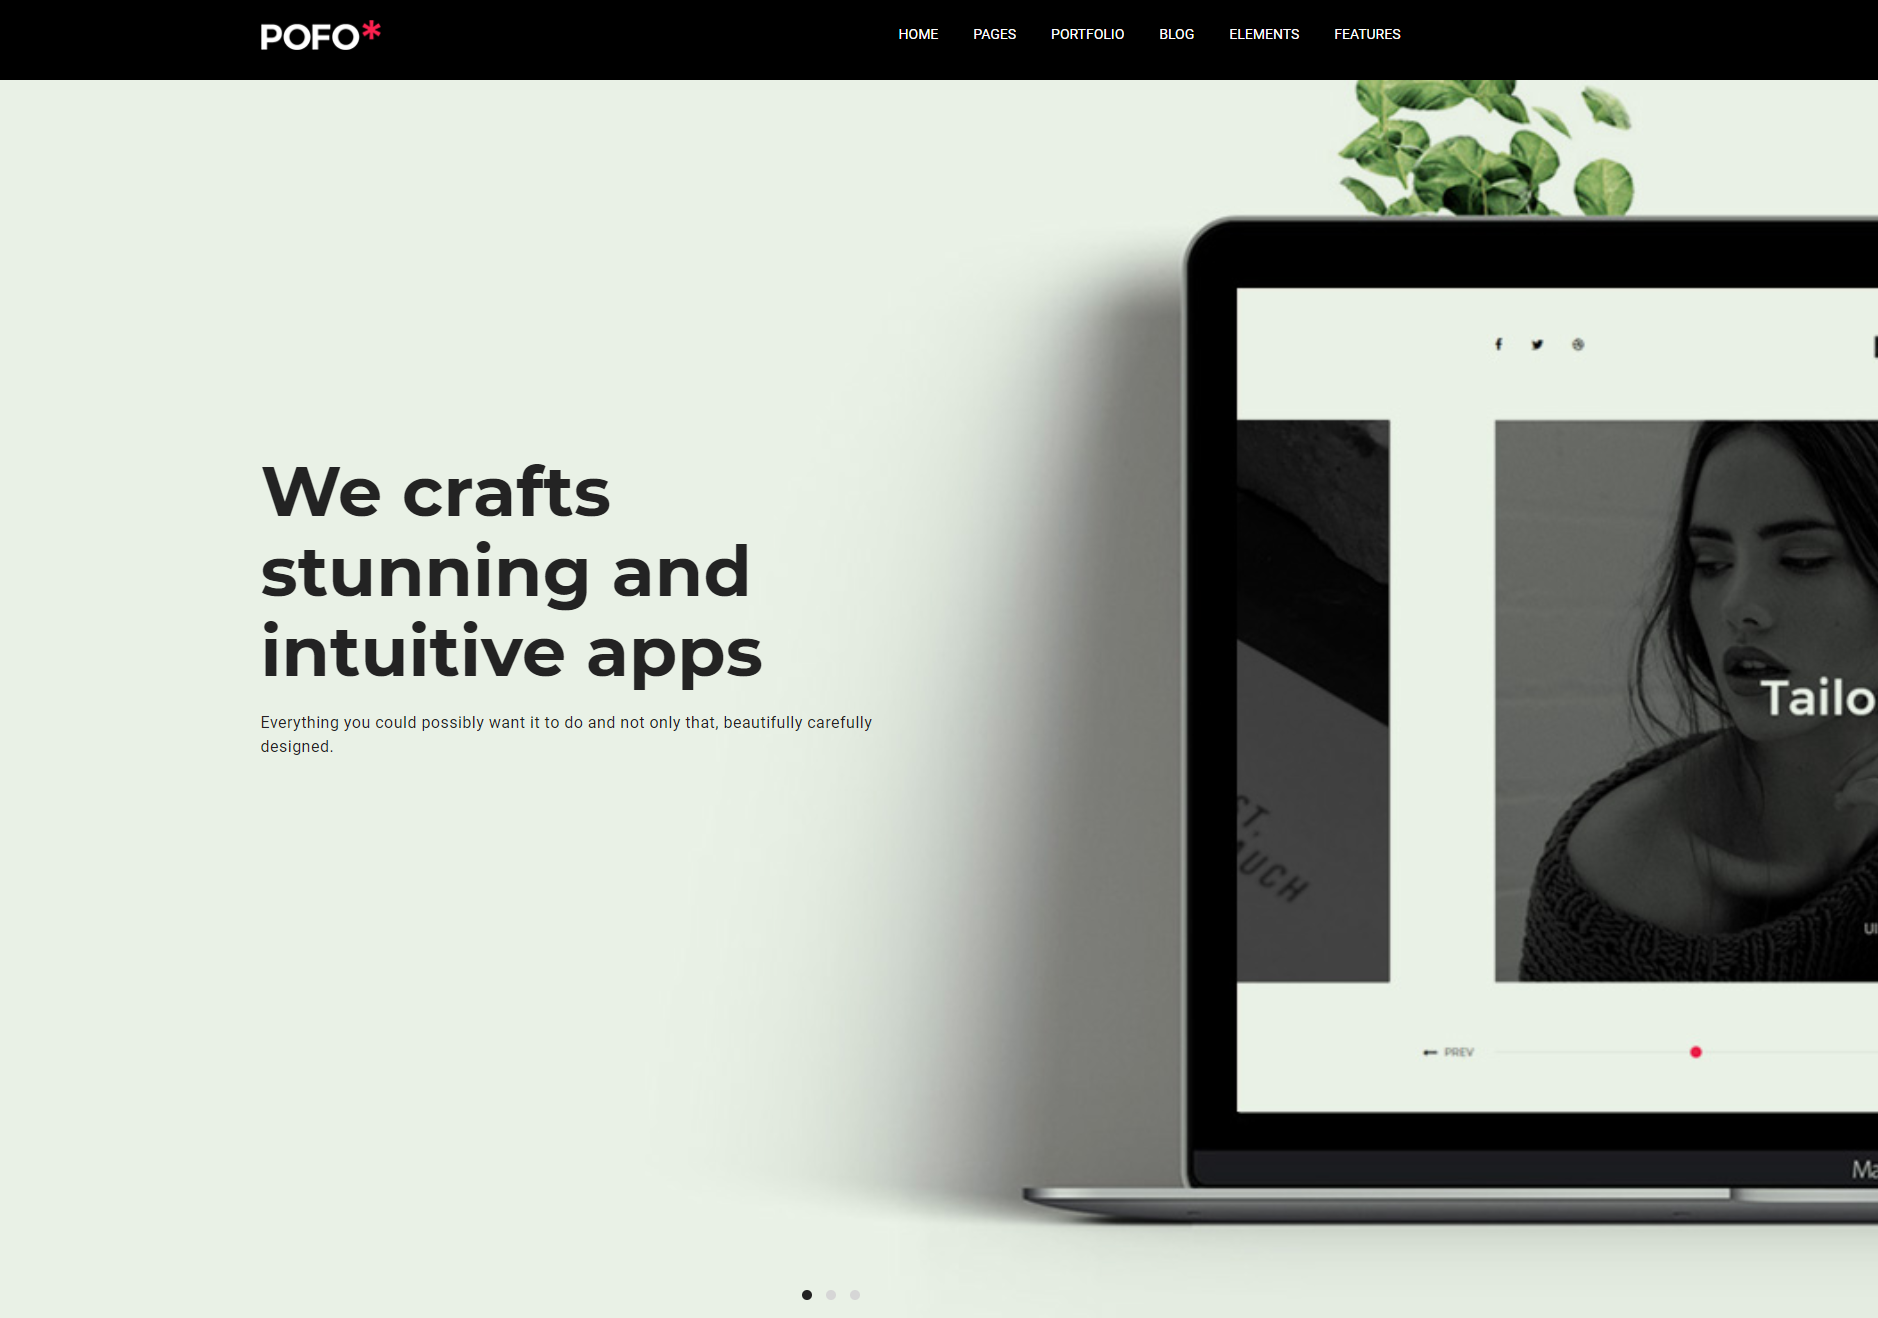 POFO*
HOME PAGES PORTFOLIO BLOG ELEMENTS FEATURES
We crafts
stunning and
intuitive apps
Everything you could possibly want it to do and not only that, beautifully carefully
designed.
Tailo
AUCH
UI
PREV
Ma